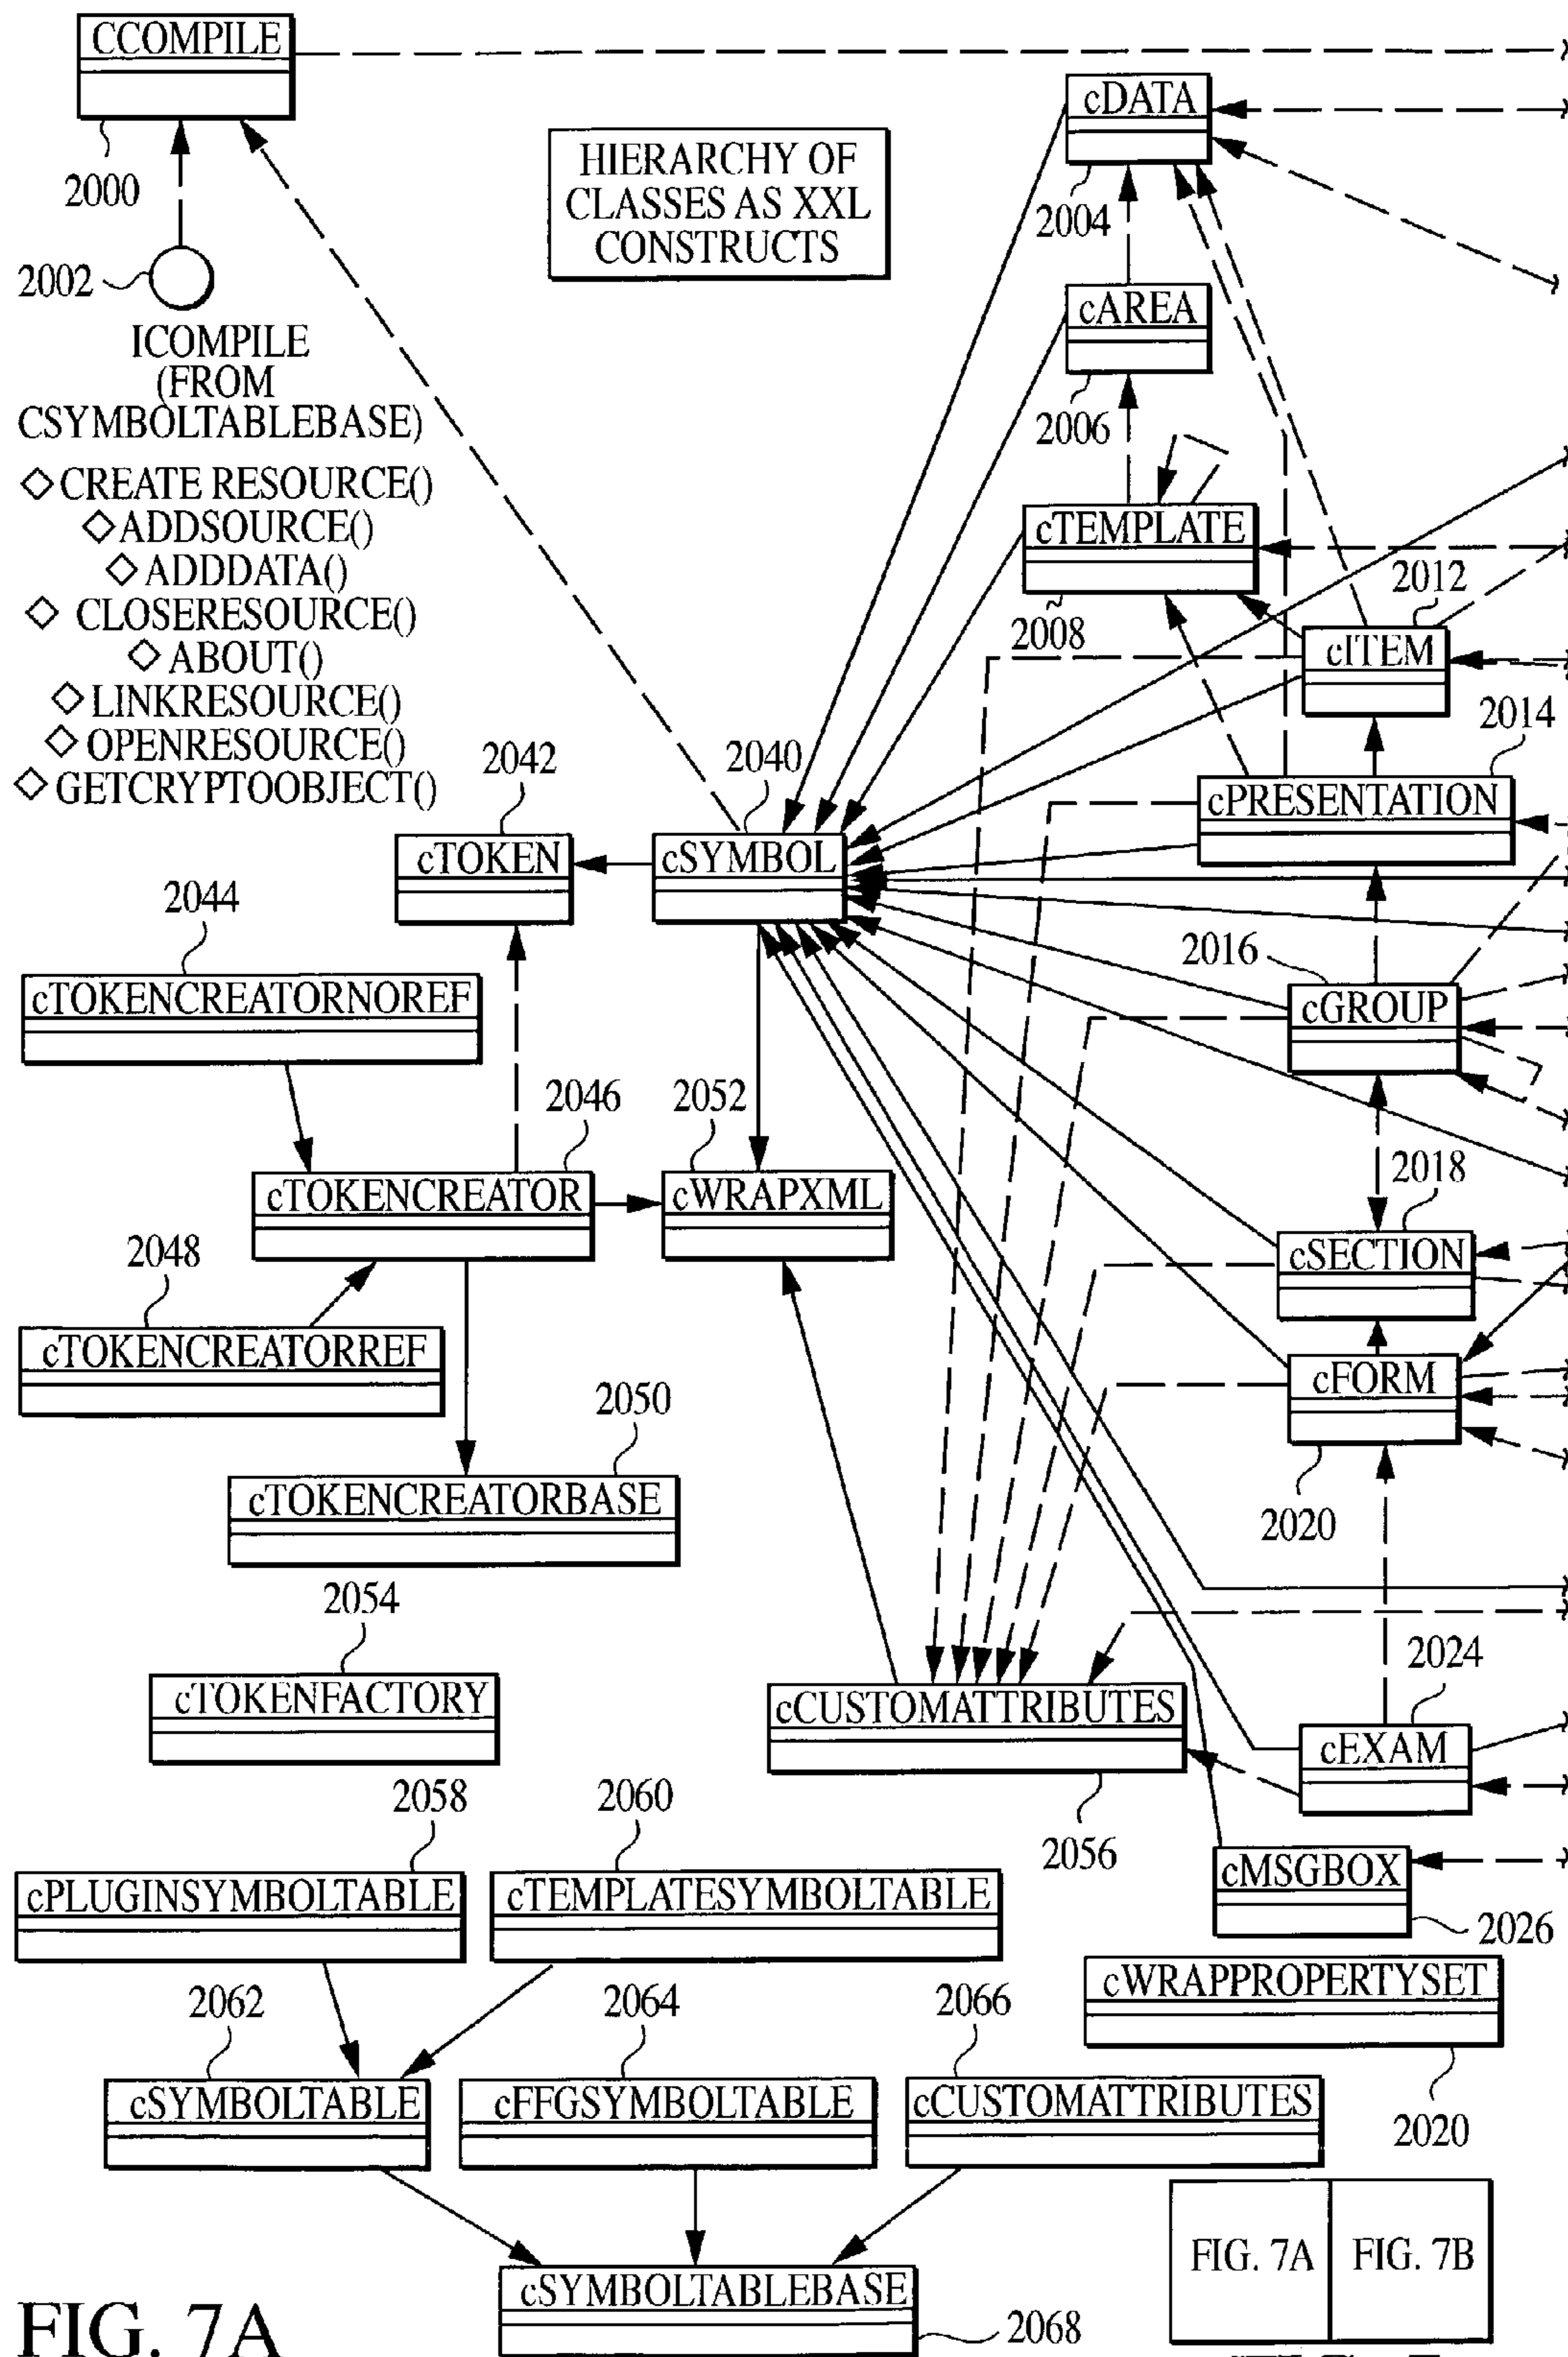 CCOMPILE
2000
2002
ICOMPILE
(FROM
CSYMBOLTABLEBASE)
◇ CREATE RESOURCE()
◇ ADDSOURCE()
◇ ADDDATA()
◇ CLOSERESOURCE()
◇ ABOUT()
◇ LINKRESOURCE()
◇ OPENRESOURCE()
◇ GETCRYPTOOBJECT()
HIERARCHY OF
CLASSES AS XXL
CONSTRUCTS
cDATA
2004
cAREA
2006
cTEMPLATE
2008
2012
cITEM
2014
cPRESENTATION
2016
cGROUP
2018
cSECTION
cFORM
2020
2024
cEXAM
cMSGBOX
2026
2042
cTOKEN
2040
cSYMBOL
2044
cTOKENCREATORNOREF
2046
cTOKENCREATOR
2052
cWRAPXML
2048
cTOKENCREATORREF
2050
cTOKENCREATORBASE
2054
cTOKENFACTORY
cCUSTOMATTRIBUTES
2056
2058
cPLUGINSYMBOLTABLE
2060
cTEMPLATESYMBOLTABLE
cWRAPPROPERTYSET
2020
2062
cSYMBOLTABLE
2064
cFFGSYMBOLTABLE
2066
cCUSTOMATTRIBUTES
cSYMBOLTABLEBASE
2068
FIG. 7A
FIG. 7B
FIG. 7A